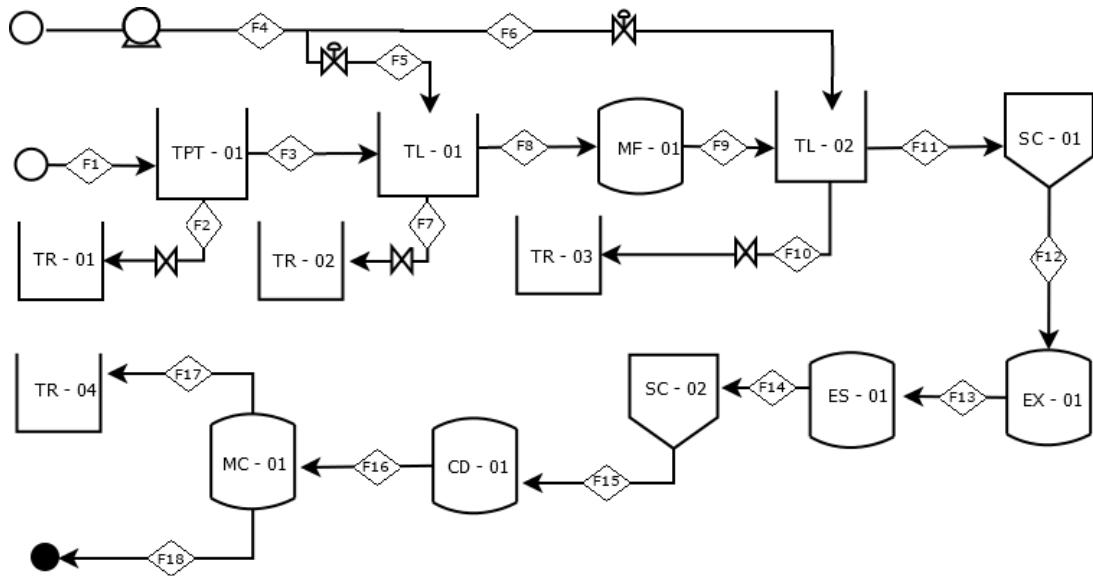 F4
F6
F5
F1
TPT - 01
F3
TL - 01
F8
MF - 01
F9
TL - 02
F11
SC - 01
F2
F7
TR - 01
TR - 02
TR - 03
F10
F12
TR - 04
F17
SC - 02
F14
ES - 01
F13
EX - 01
MC - 01
F16
CD - 01
F15
F18